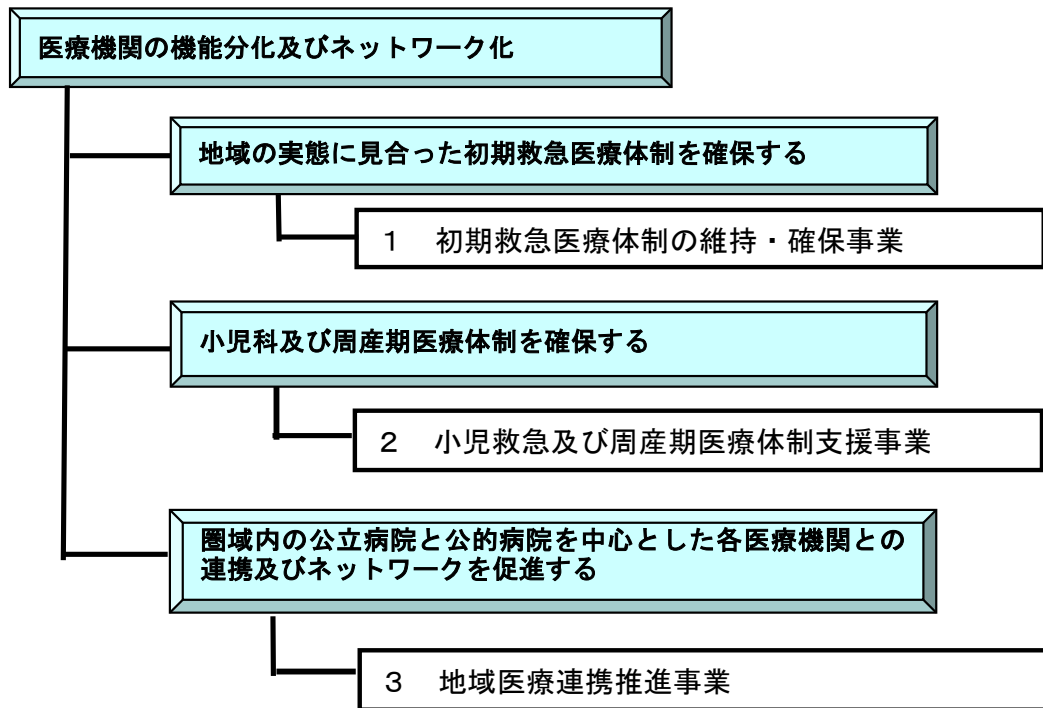 医療機関の機能分化及びネットワーク化
地域の実態に見合った初期救急医療体制を確保する
１　初期救急医療体制の維持・確保事業
小児科及び周産期医療体制を確保する
２　小児救急及び周産期医療体制支援事業
圏域内の公立病院と公的病院を中心とした各医療機関との
連携及びネットワークを促進する
３　地域医療連携推進事業